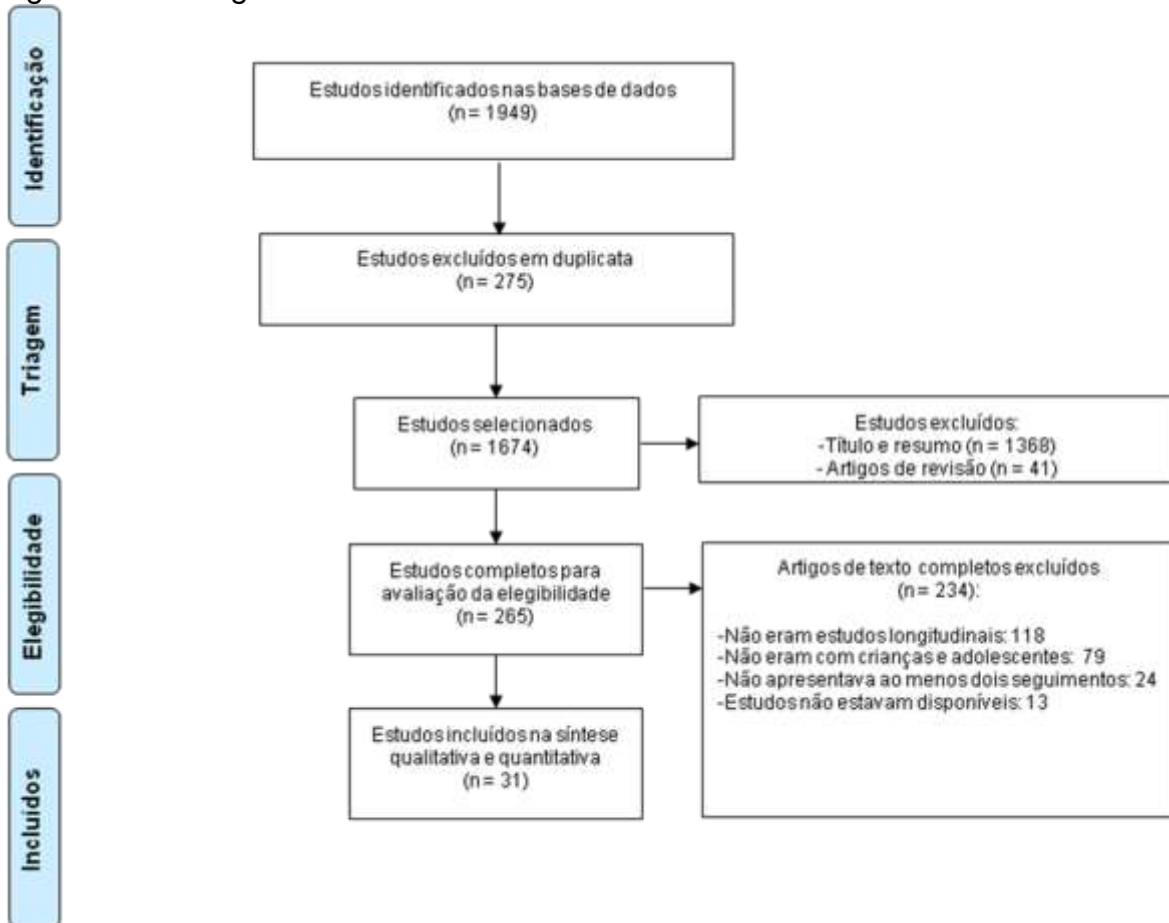 Identificação
Estudos identificados nas bases de dados
(n = 1949)
Triagem
Estudos excluídos em duplicata
(n = 275)
Estudos selecionados
(n = 1674)
Estudos excluídos:
-Título e resumo (n = 1368)
- Artigos de revisão (n = 41)
Elegibilidade
Estudos completos para
avaliação da elegibilidade
(n = 265)
Artigos de texto completos excluídos
(n = 234):
-Não eram estudos longitudinais: 118
-Não eram com crianças e adolescentes: 79
-Não apresentava ao menos dois seguimentos: 24
-Estudos não estavam disponíveis: 13
Incluidos
Estudos incluídos na síntese
qualitativa e quantitativa
(n = 31)